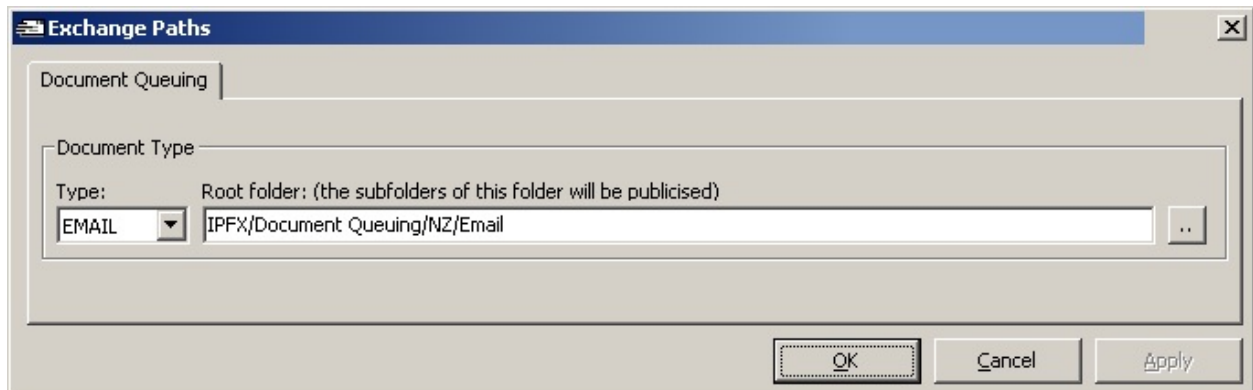 Exchange Paths
Document Queuing
Document Type
Type: Root folder: (the subfolders of this folder will be publicised)
EMAIL IPFX/Document Queuing/NZ/Email ..
OK Cancel Apply